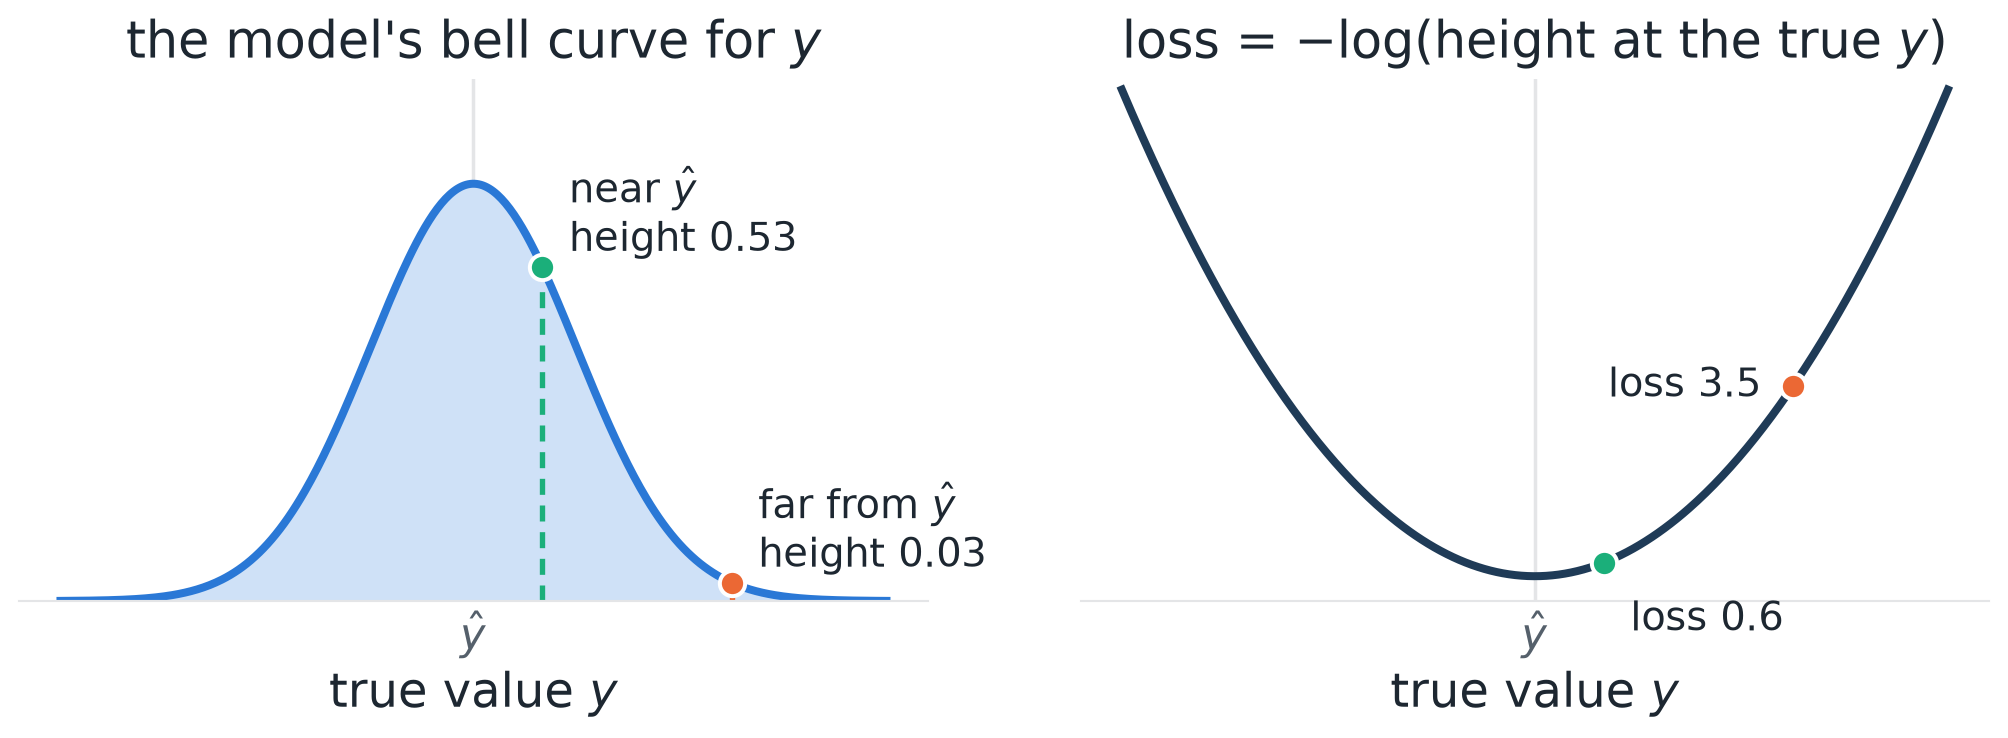 the model's bell curve for y
near ŷ
height 0.53
far from ŷ
height 0.03
ŷ
true value y
loss = −log(height at the true y)
loss 3.5
loss 0.6
ŷ
true value y